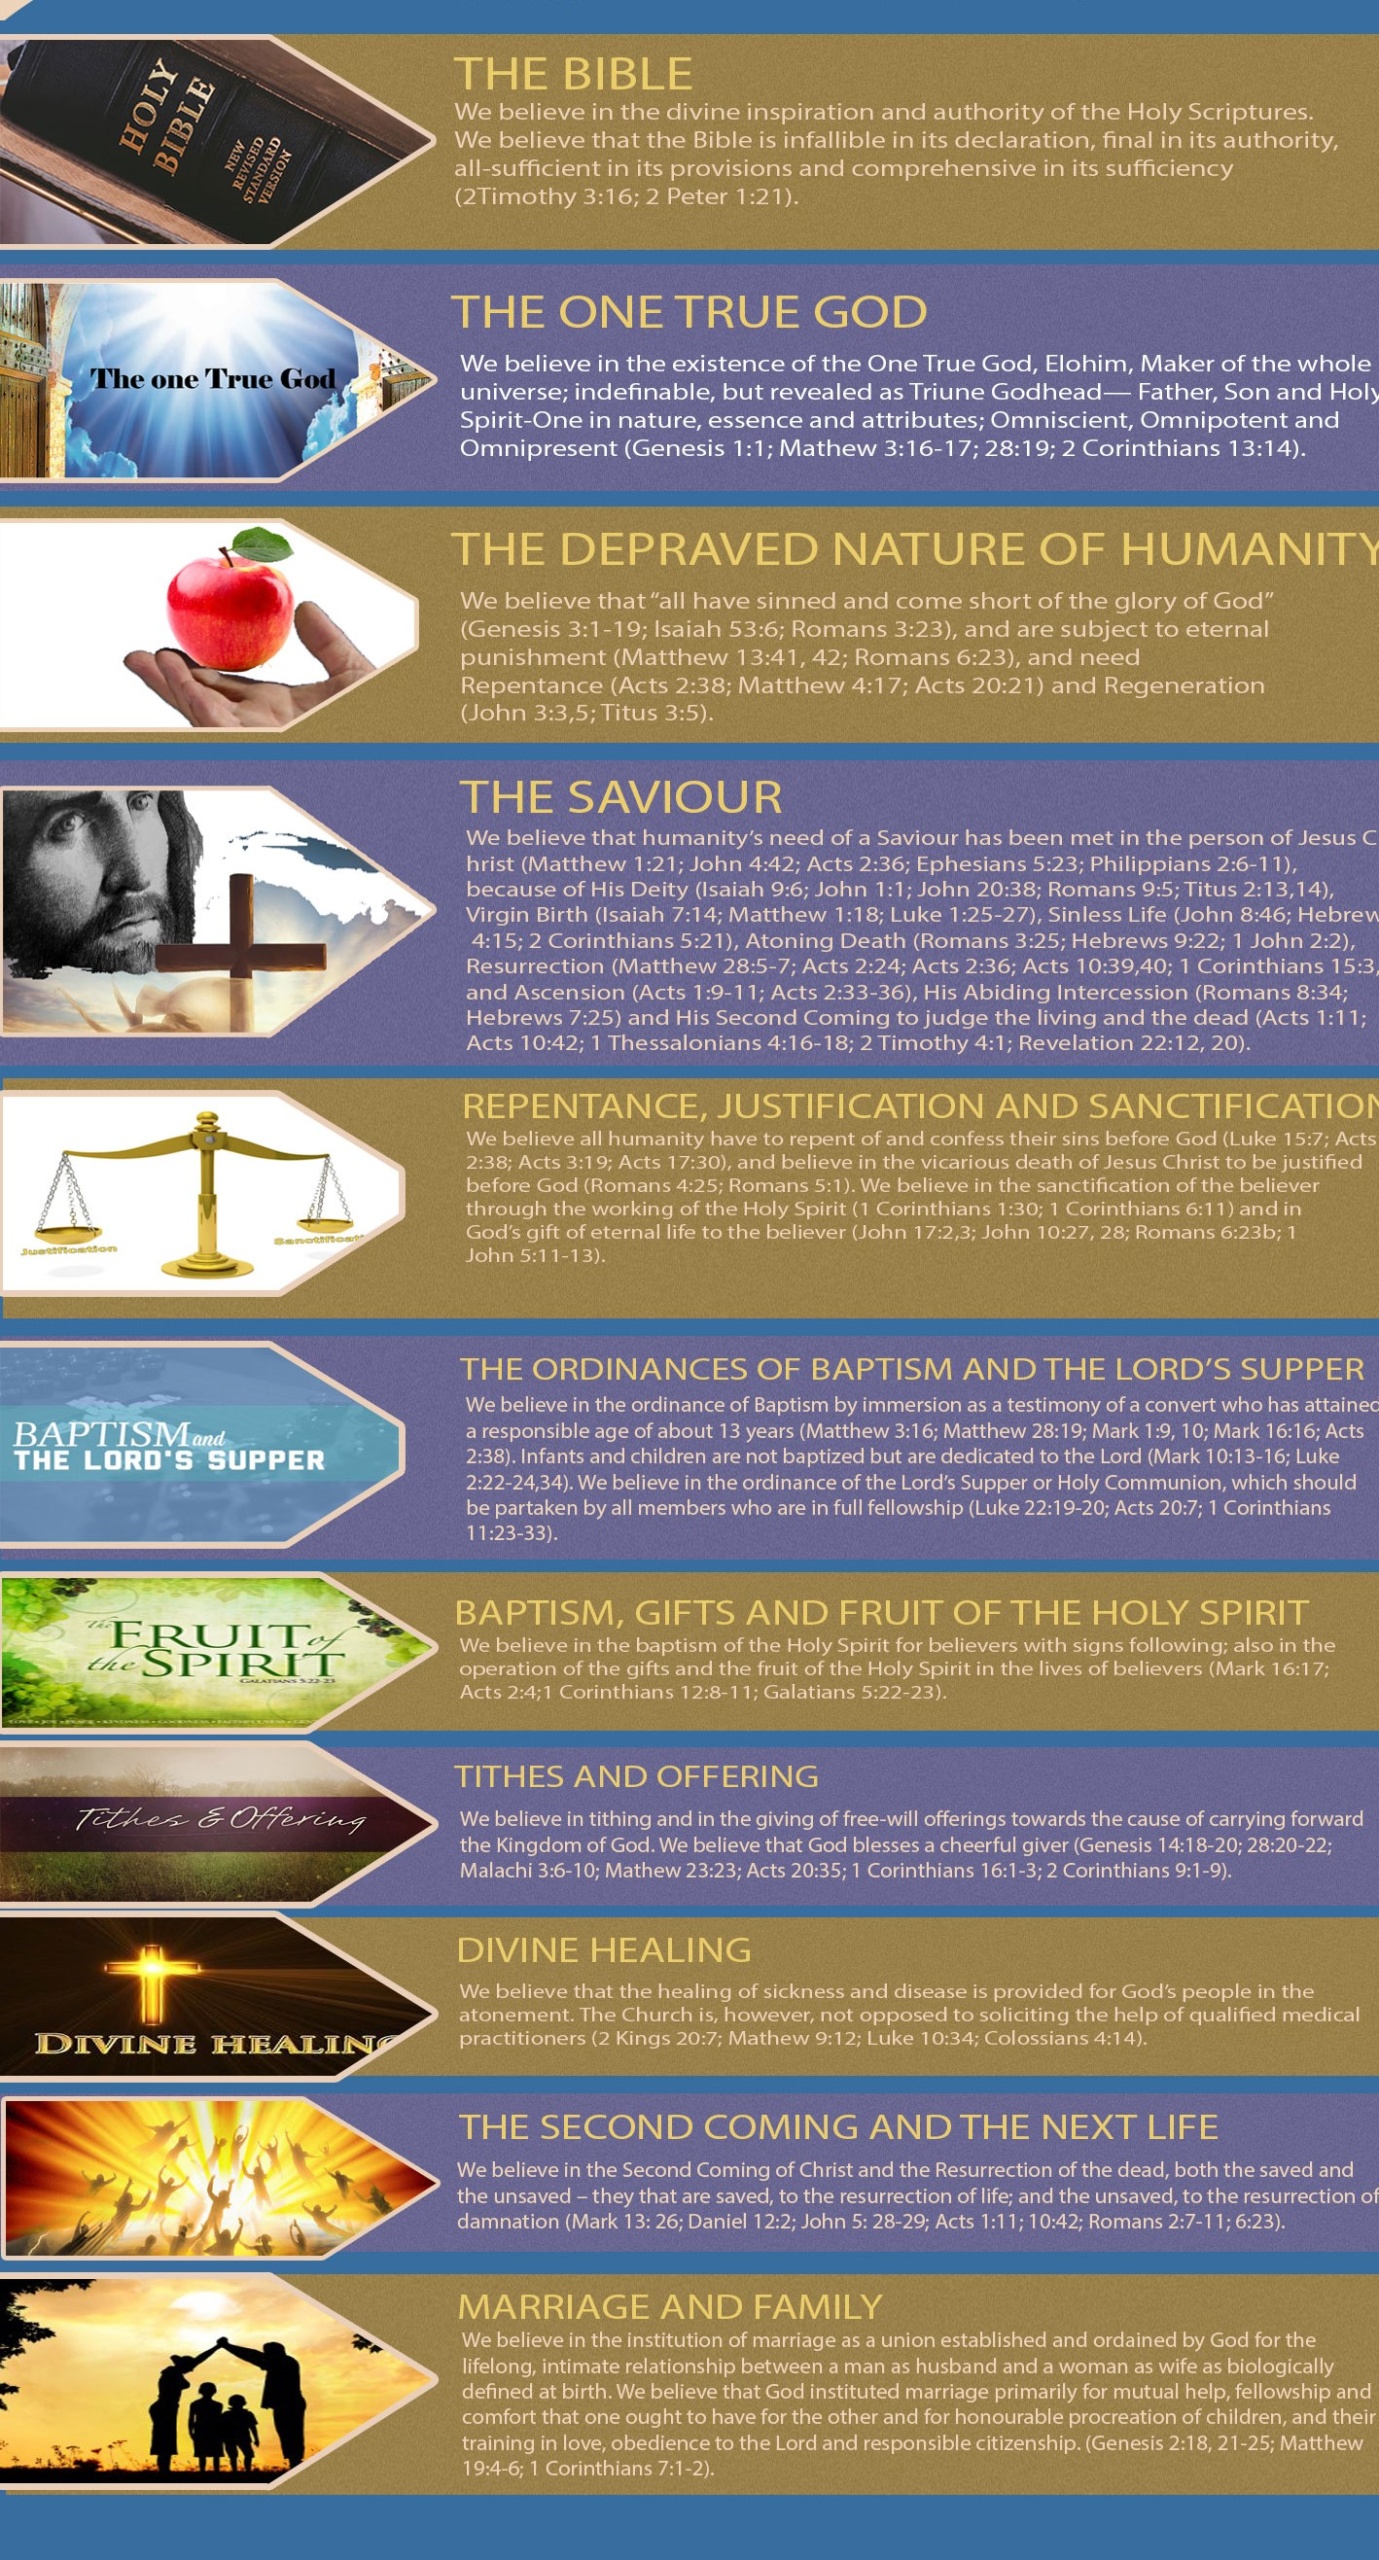 HOLY
BIBLE
NEW
REVISED
STANDARD
VERSION
THE BIBLE
We believe in the divine inspiration and authority of the Holy Scriptures.
We believe that the Bible is infallible in its declaration, final in its authority,
all-sufficient in its provisions and comprehensive in its sufficiency
(2Timothy 3:16; 2 Peter 1:21).
The one True God
THE ONE TRUE GOD
We believe in the existence of the One True God, Elohim, Maker of the whole
universe; indefinable, but revealed as Triune Godhead— Father, Son and Holy
Spirit-One in nature, essence and attributes; Omniscient, Omnipotent and
Omnipresent (Genesis 1:1; Mathew 3:16-17; 28:19; 2 Corinthians 13:14).
THE DEPRAVED NATURE OF HUMANITY
We believe that “all have sinned and come short of the glory of God”
(Genesis 3:1-19; Isaiah 53:6; Romans 3:23), and are subject to eternal
punishment (Matthew 13:41, 42; Romans 6:23), and need
Repentance (Acts 2:38; Matthew 4:17; Acts 20:21) and Regeneration
(John 3:3,5; Titus 3:5).
THE SAVIOUR
We believe that humanity’s need of a Saviour has been met in the person of Jesus C
hrist (Matthew 1:21; John 4:42; Acts 2:36; Ephesians 5:23; Philippians 2:6-11),
because of His Deity (Isaiah 9:6; John 1:1; John 20:38; Romans 9:5; Titus 2:13,14),
Virgin Birth (Isaiah 7:14; Matthew 1:18; Luke 1:25-27), Sinless Life (John 8:46; Hebrew
4:15; 2 Corinthians 5:21), Atoning Death (Romans 3:25; Hebrews 9:22; 1 John 2:2),
Resurrection (Matthew 28:5-7; Acts 2:24; Acts 2:36; Acts 10:39,40; 1 Corinthians 15:3,
and Ascension (Acts 1:9-11; Acts 2:33-36), His Abiding Intercession (Romans 8:34;
Hebrews 7:25) and His Second Coming to judge the living and the dead (Acts 1:11;
Acts 10:42; 1 Thessalonians 4:16-18; 2 Timothy 4:1; Revelation 22:12, 20).
Justification
Sanctificati
REPENTANCE, JUSTIFICATION AND SANCTIFICATION
We believe all humanity have to repent of and confess their sins before God (Luke 15:7; Acts
2:38; Acts 3:19; Acts 17:30), and believe in the vicarious death of Jesus Christ to be justified
before God (Romans 4:25; Romans 5:1). We believe in the sanctification of the believer
through the working of the Holy Spirit (1 Corinthians 1:30; 1 Corinthians 6:11) and in
God’s gift of eternal life to the believer (John 17:2,3; John 10:27, 28; Romans 6:23b; 1
John 5:11-13).
BAPTISM and
THE LORD'S SUPPER
THE ORDINANCES OF BAPTISM AND THE LORD’S SUPPER
We believe in the ordinance of Baptism by immersion as a testimony of a convert who has attained
a responsible age of about 13 years (Matthew 3:16; Matthew 28:19; Mark 1:9, 10; Mark 16:16; Acts
2:38). Infants and children are not baptized but are dedicated to the Lord (Mark 10:13-16; Luke
2:22-24,34). We believe in the ordinance of the Lord’s Supper or Holy Communion, which should
be partaken by all members who are in full fellowship (Luke 22:19-20; Acts 20:7; 1 Corinthians
11:23-33).
The FRUIT of
the SPIRIT
GALATIANS 5:22-23
BAPTISM, GIFTS AND FRUIT OF THE HOLY SPIRIT
We believe in the baptism of the Holy Spirit for believers with signs following; also in the
operation of the gifts and the fruit of the Holy Spirit in the lives of believers (Mark 16:17;
Acts 2:4;1 Corinthians 12:8-11; Galatians 5:22-23).
Tithes & Offering
TITHES AND OFFERING
We believe in tithing and in the giving of free-will offerings towards the cause of carrying forward
the Kingdom of God. We believe that God blesses a cheerful giver (Genesis 14:18-20; 28:20-22;
Malachi 3:6-10; Mathew 23:23; Acts 20:35; 1 Corinthians 16:1-3; 2 Corinthians 9:1-9).
DIVINE HEALING
DIVINE HEALING
We believe that the healing of sickness and disease is provided for God’s people in the
atonement. The Church is, however, not opposed to soliciting the help of qualified medical
practitioners (2 Kings 20:7; Mathew 9:12; Luke 10:34; Colossians 4:14).
THE SECOND COMING AND THE NEXT LIFE
We believe in the Second Coming of Christ and the Resurrection of the dead, both the saved and
the unsaved – they that are saved, to the resurrection of life; and the unsaved, to the resurrection of
damnation (Mark 13: 26; Daniel 12:2; John 5: 28-29; Acts 1:11; 10:42; Romans 2:7-11; 6:23).
MARRIAGE AND FAMILY
We believe in the institution of marriage as a union established and ordained by God for the
lifelong, intimate relationship between a man as husband and a woman as wife as biologically
defined at birth. We believe that God instituted marriage primarily for mutual help, fellowship and
comfort that one ought to have for the other and for honourable procreation of children, and their
training in love, obedience to the Lord and responsible citizenship. (Genesis 2:18, 21-25; Matthew
19:4-6; 1 Corinthians 7:1-2).